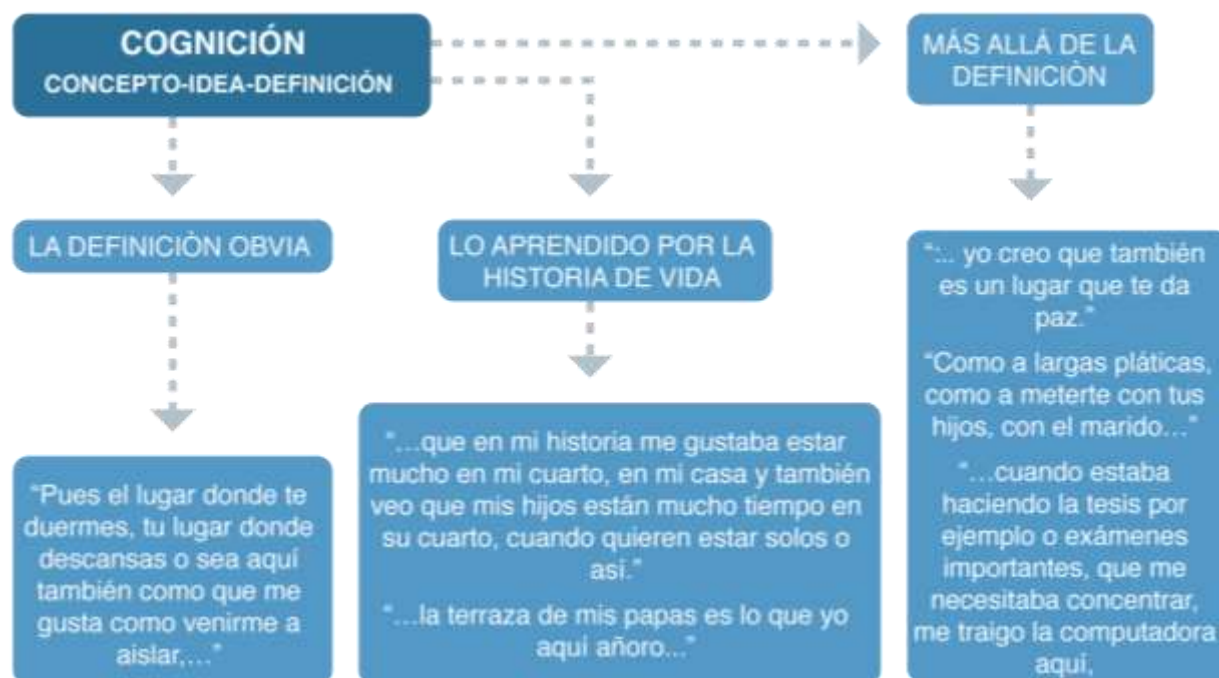 COGNICIÓN
CONCEPTO-IDEA-DEFINICIÓN
MÁS ALLÁ DE LA
DEFINICIÒN
LA DEFINICIÒN OBVIA
LO APRENDIDO POR LA
HISTORIA DE VIDA
“Pues el lugar donde te
duermes, tu lugar donde
descansas o sea aquí
también como que me
gusta como venirme a
aislar,…”
“…que en mi historia me gustaba estar
mucho en mi cuarto, en mi casa y también
veo que mis hijos están mucho tiempo en
su cuarto, cuando quieren estar solos o
así.”
“…la terraza de mis papas es lo que yo
aquí añoro...”
“:.. yo creo que también
es un lugar que te da
paz.”
“Como a largas pláticas,
como a meterte con tus
hijos, con el marido…”
“…cuando estaba
haciendo la tesis por
ejemplo o exámenes
importantes, que me
necesitaba concentrar,
me traigo la computadora
aquí,